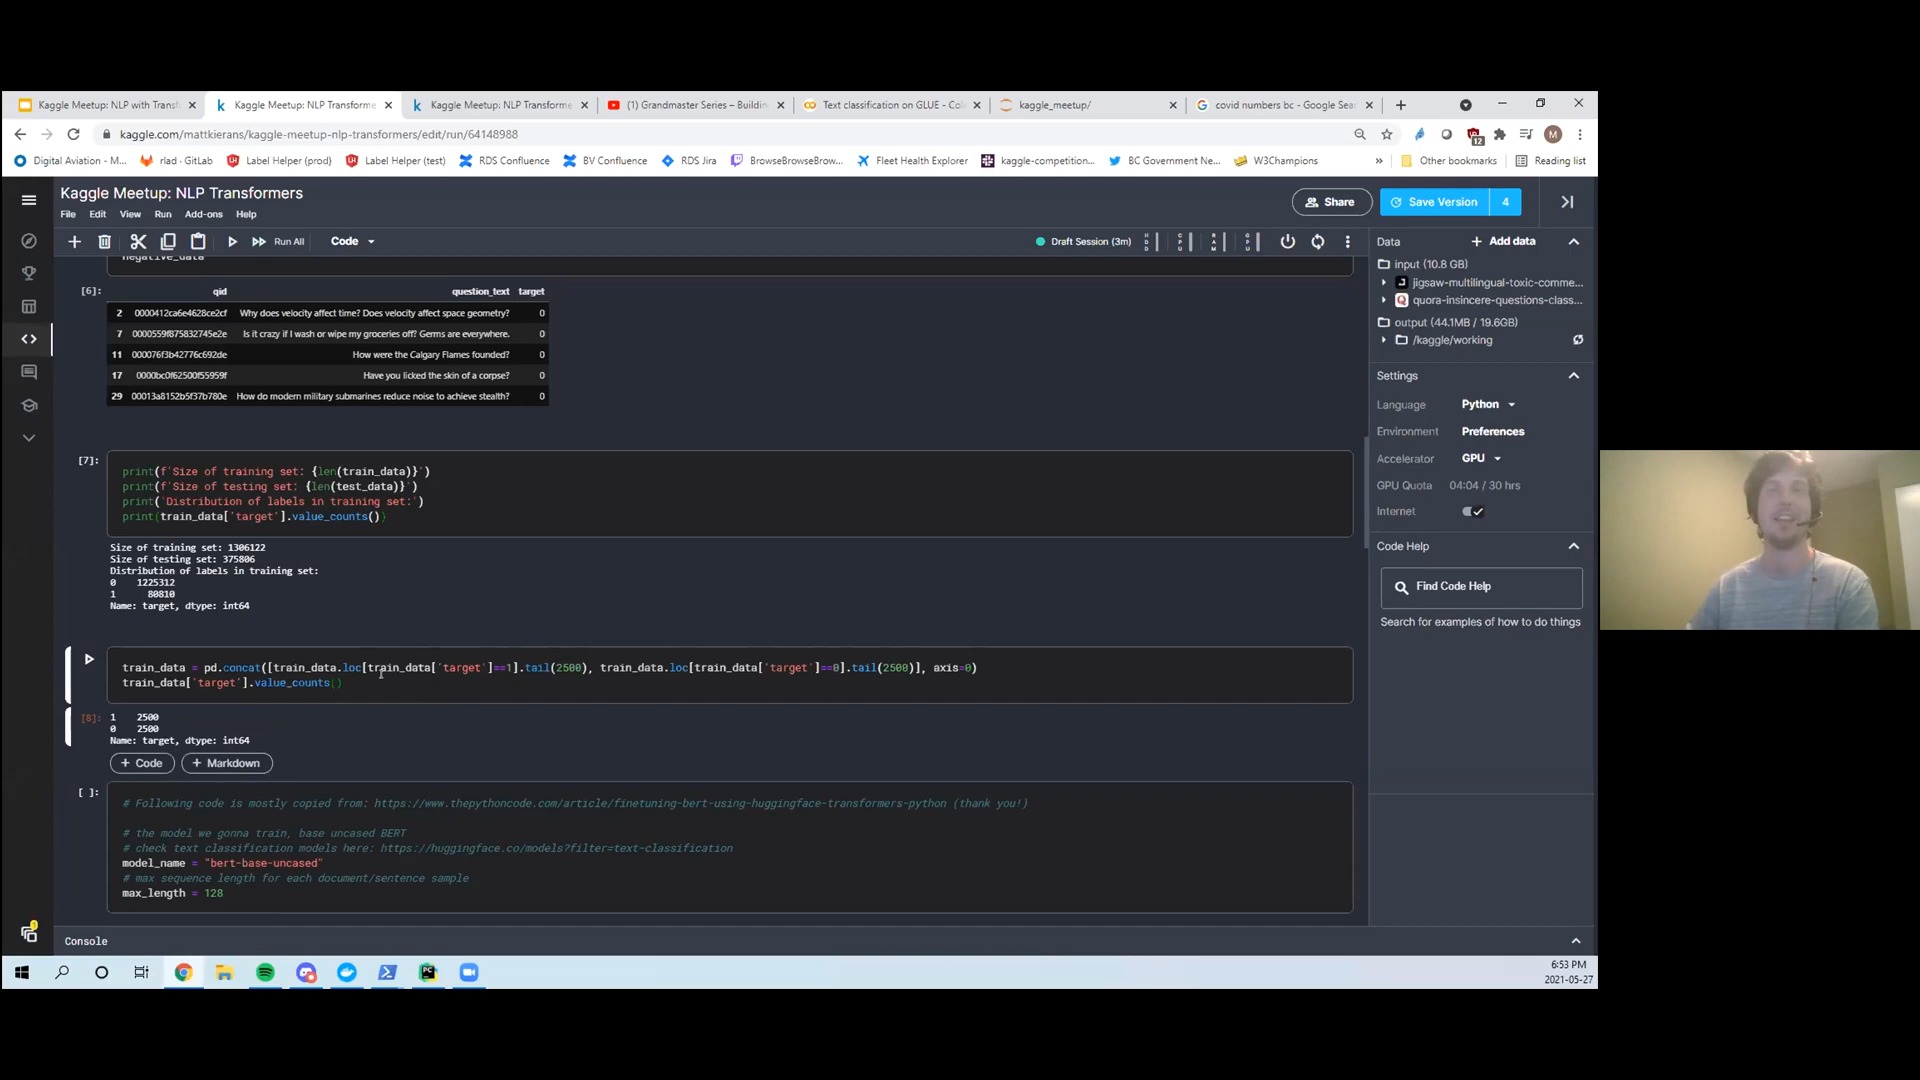 Kaggle Meetup: NLP with Transf
Kaggle Meetup: NLP Transforme
Kaggle Meetup: NLP Transforme
(1) Grandmaster Series – Buildin
Text classification on GLUE - Col
kaggle_meetup/
covid numbers bc - Google Sear
kaggle.com/mattkierans/kaggle-meetup-nlp-transformers/edit/run/64148988
12
M
Digital Aviation - M...
rlad · GitLab
Label Helper (prod)
Label Helper (test)
RDS Confluence
BV Confluence
RDS Jira
BrowseBrowseBrow...
Fleet Health Explorer
kaggle-competition...
BC Government Ne...
W3Champions
»
Other bookmarks
Reading list
Kaggle Meetup: NLP Transformers
File Edit View Run Add-ons Help
Share
Save Version 4
Run All
Code
Draft Session (3m)
HDD
CPU
RAM
GPU
negative_data
[6]:
qid question_text target
2 0000412ca6e4628ce2cf Why does velocity affect time? Does velocity affect space geometry? 0
7 0000559f875832745e2e Is it crazy if I wash or wipe my groceries off? Germs are everywhere. 0
11 000076f3b42776c692de How were the Calgary Flames founded? 0
17 0000bc0f62500f55959f Have you licked the skin of a corpse? 0
29 00013a8152b5f37b780e How do modern military submarines reduce noise to achieve stealth? 0
[7]:
print(f'Size of training set: {len(train_data)}')
print(f'Size of testing set: {len(test_data)}')
print('Distribution of labels in training set:')
print(train_data['target'].value_counts())
Size of training set: 1306122
Size of testing set: 375806
Distribution of labels in training set:
0 1225312
1 80810
Name: target, dtype: int64
train_data = pd.concat([train_data.loc[train_data['target']==1].tail(2500), train_data.loc[train_data['target']==0].tail(2500)], axis=0)
train_data['target'].value_counts()
[8]:
1 2500
0 2500
Name: target, dtype: int64
+ Code
+ Markdown
[ ]:
# Following code is mostly copied from: https://www.thepythoncode.com/article/finetuning-bert-using-huggingface-transformers-python (thank you!)
# the model we gonna train, base uncased BERT
# check text classification models here: https://huggingface.co/models?filter=text-classification
model_name = "bert-base-uncased"
# max sequence length for each document/sentence sample
max_length = 128
Console
Data
+ Add data
input (10.8 GB)
jigsaw-multilingual-toxic-comme...
quora-insincere-questions-class...
output (44.1MB / 19.6GB)
/kaggle/working
Settings
Language Python
Environment Preferences
Accelerator GPU
GPU Quota 04:04 / 30 hrs
Internet
Code Help
Find Code Help
Search for examples of how to do things
6:53 PM
2021-05-27